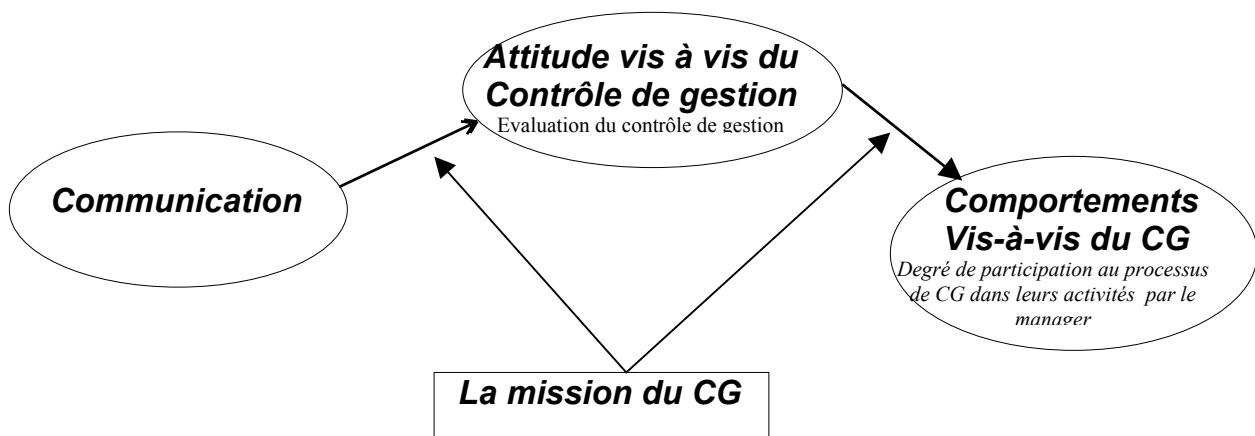 Attitude vis à vis du
Contrôle de gestion
Evaluation du contrôle de gestion
Communication
Comportements
Vis-à-vis du CG
Degré de participation au processus
de CG dans leurs activités par le
manager
La mission du CG